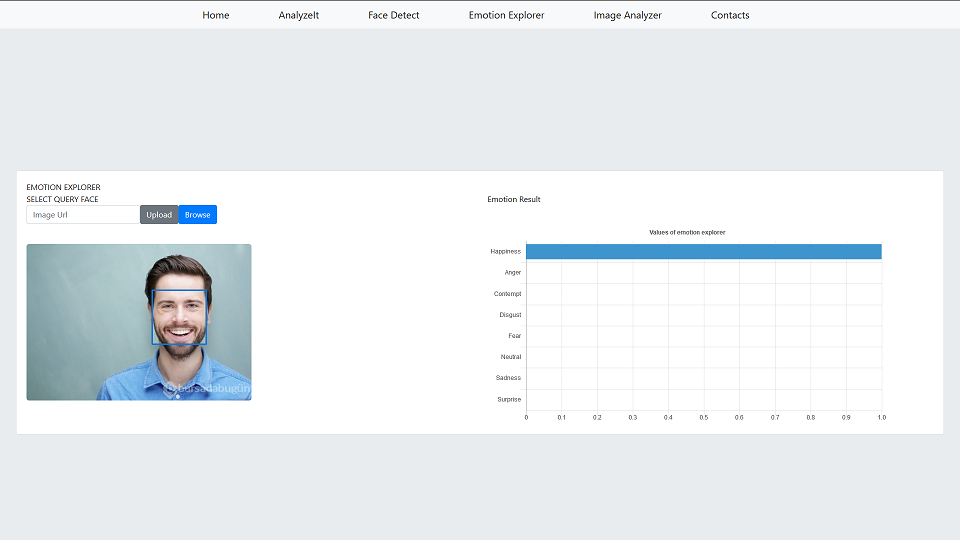 Home AnalyzeIt Face Detect Emotion Explorer Image Analyzer Contacts
EMOTION EXPLORER
SELECT QUERY FACE
Image Url Upload Browse
bursadabugün
Emotion Result
Values of emotion explorer
Happiness
Anger
Contempt
Disgust
Fear
Neutral
Sadness
Surprise
0 0.1 0.2 0.3 0.4 0.5 0.6 0.7 0.8 0.9 1.0